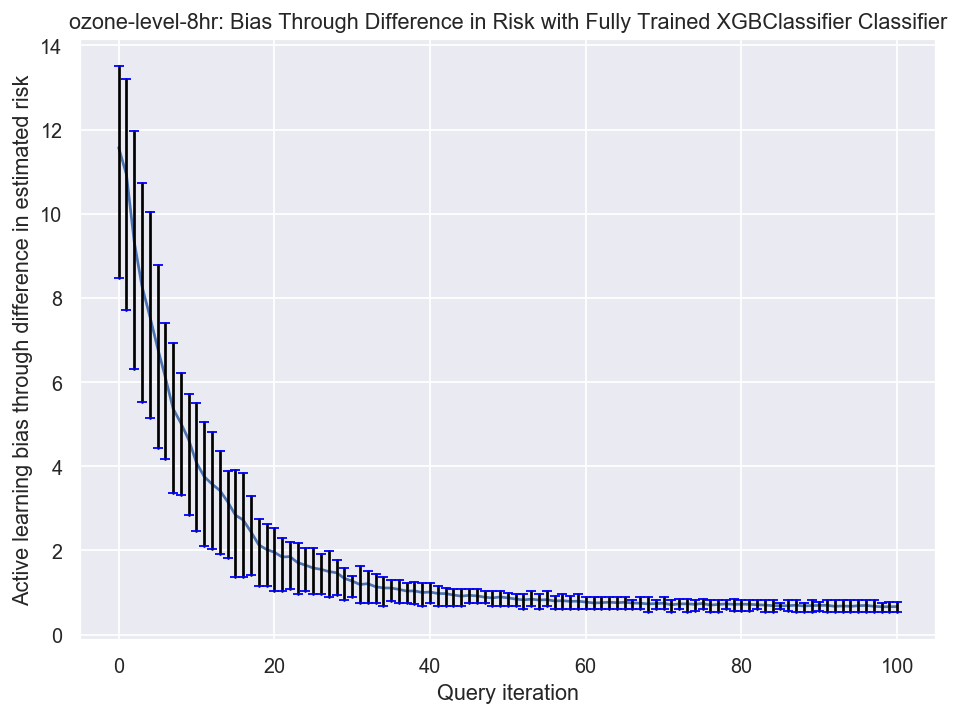 ozone-level-8hr: Bias Through Difference in Risk with Fully Trained XGBClassifier Classifier
Active learning bias through difference in estimated risk
14
12
10
8
6
4
2
0
0 20 40 60 80 100
Query iteration